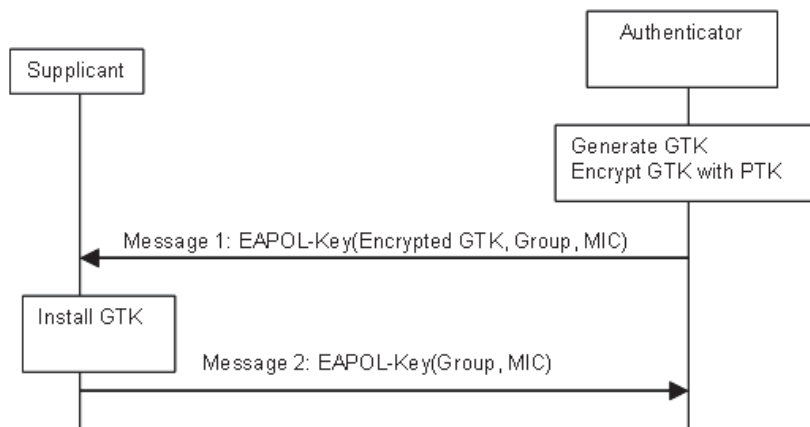 Authenticator
Supplicant
Generate GTK
Encrypt GTK with PTK
Message 1: EAPOL-Key(Encrypted GTK, Group, MIC)
Install GTK
Message 2: EAPOL-Key(Group, MIC)